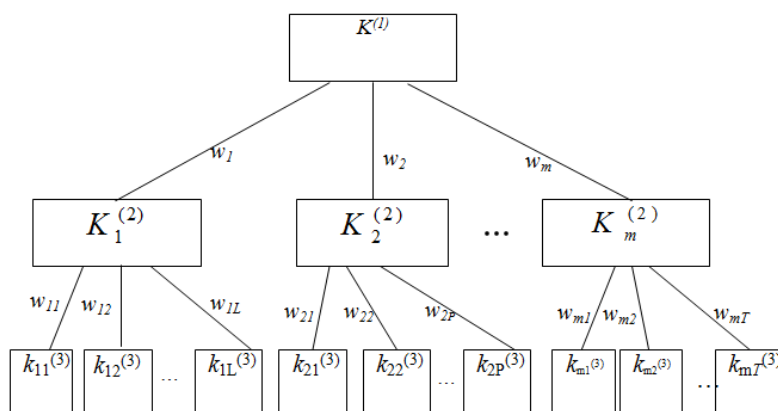 K⁽¹⁾
w₁ w₂ wₘ
K₁⁽²⁾ K₂⁽²⁾ ... Kₘ⁽²⁾
w₁₁ w₁₂ w₁L w₂₁ w₂₂ w₂P wₘ₁ wₘ₂ wₘT
k₁₁⁽³⁾ k₁₂⁽³⁾ ... k₁L⁽³⁾ k₂₁⁽³⁾ k₂₂⁽³⁾ ... k₂P⁽³⁾ kₘ₁⁽³⁾ kₘ₂⁽³⁾ ... kₘT⁽³⁾